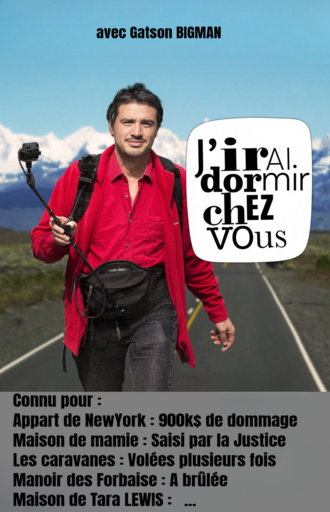 avec Gatson BIGMAN
J'irAI.
dormir
chEZ
vous
Connu pour :
Appart de NewYork : 900k$ de dommage
Maison de mamie : Saisi par la Justice
Les caravanes : Volées plusieurs fois
Manoir des Forbaise : A brûlée
Maison de Tara LEWIS :   ...